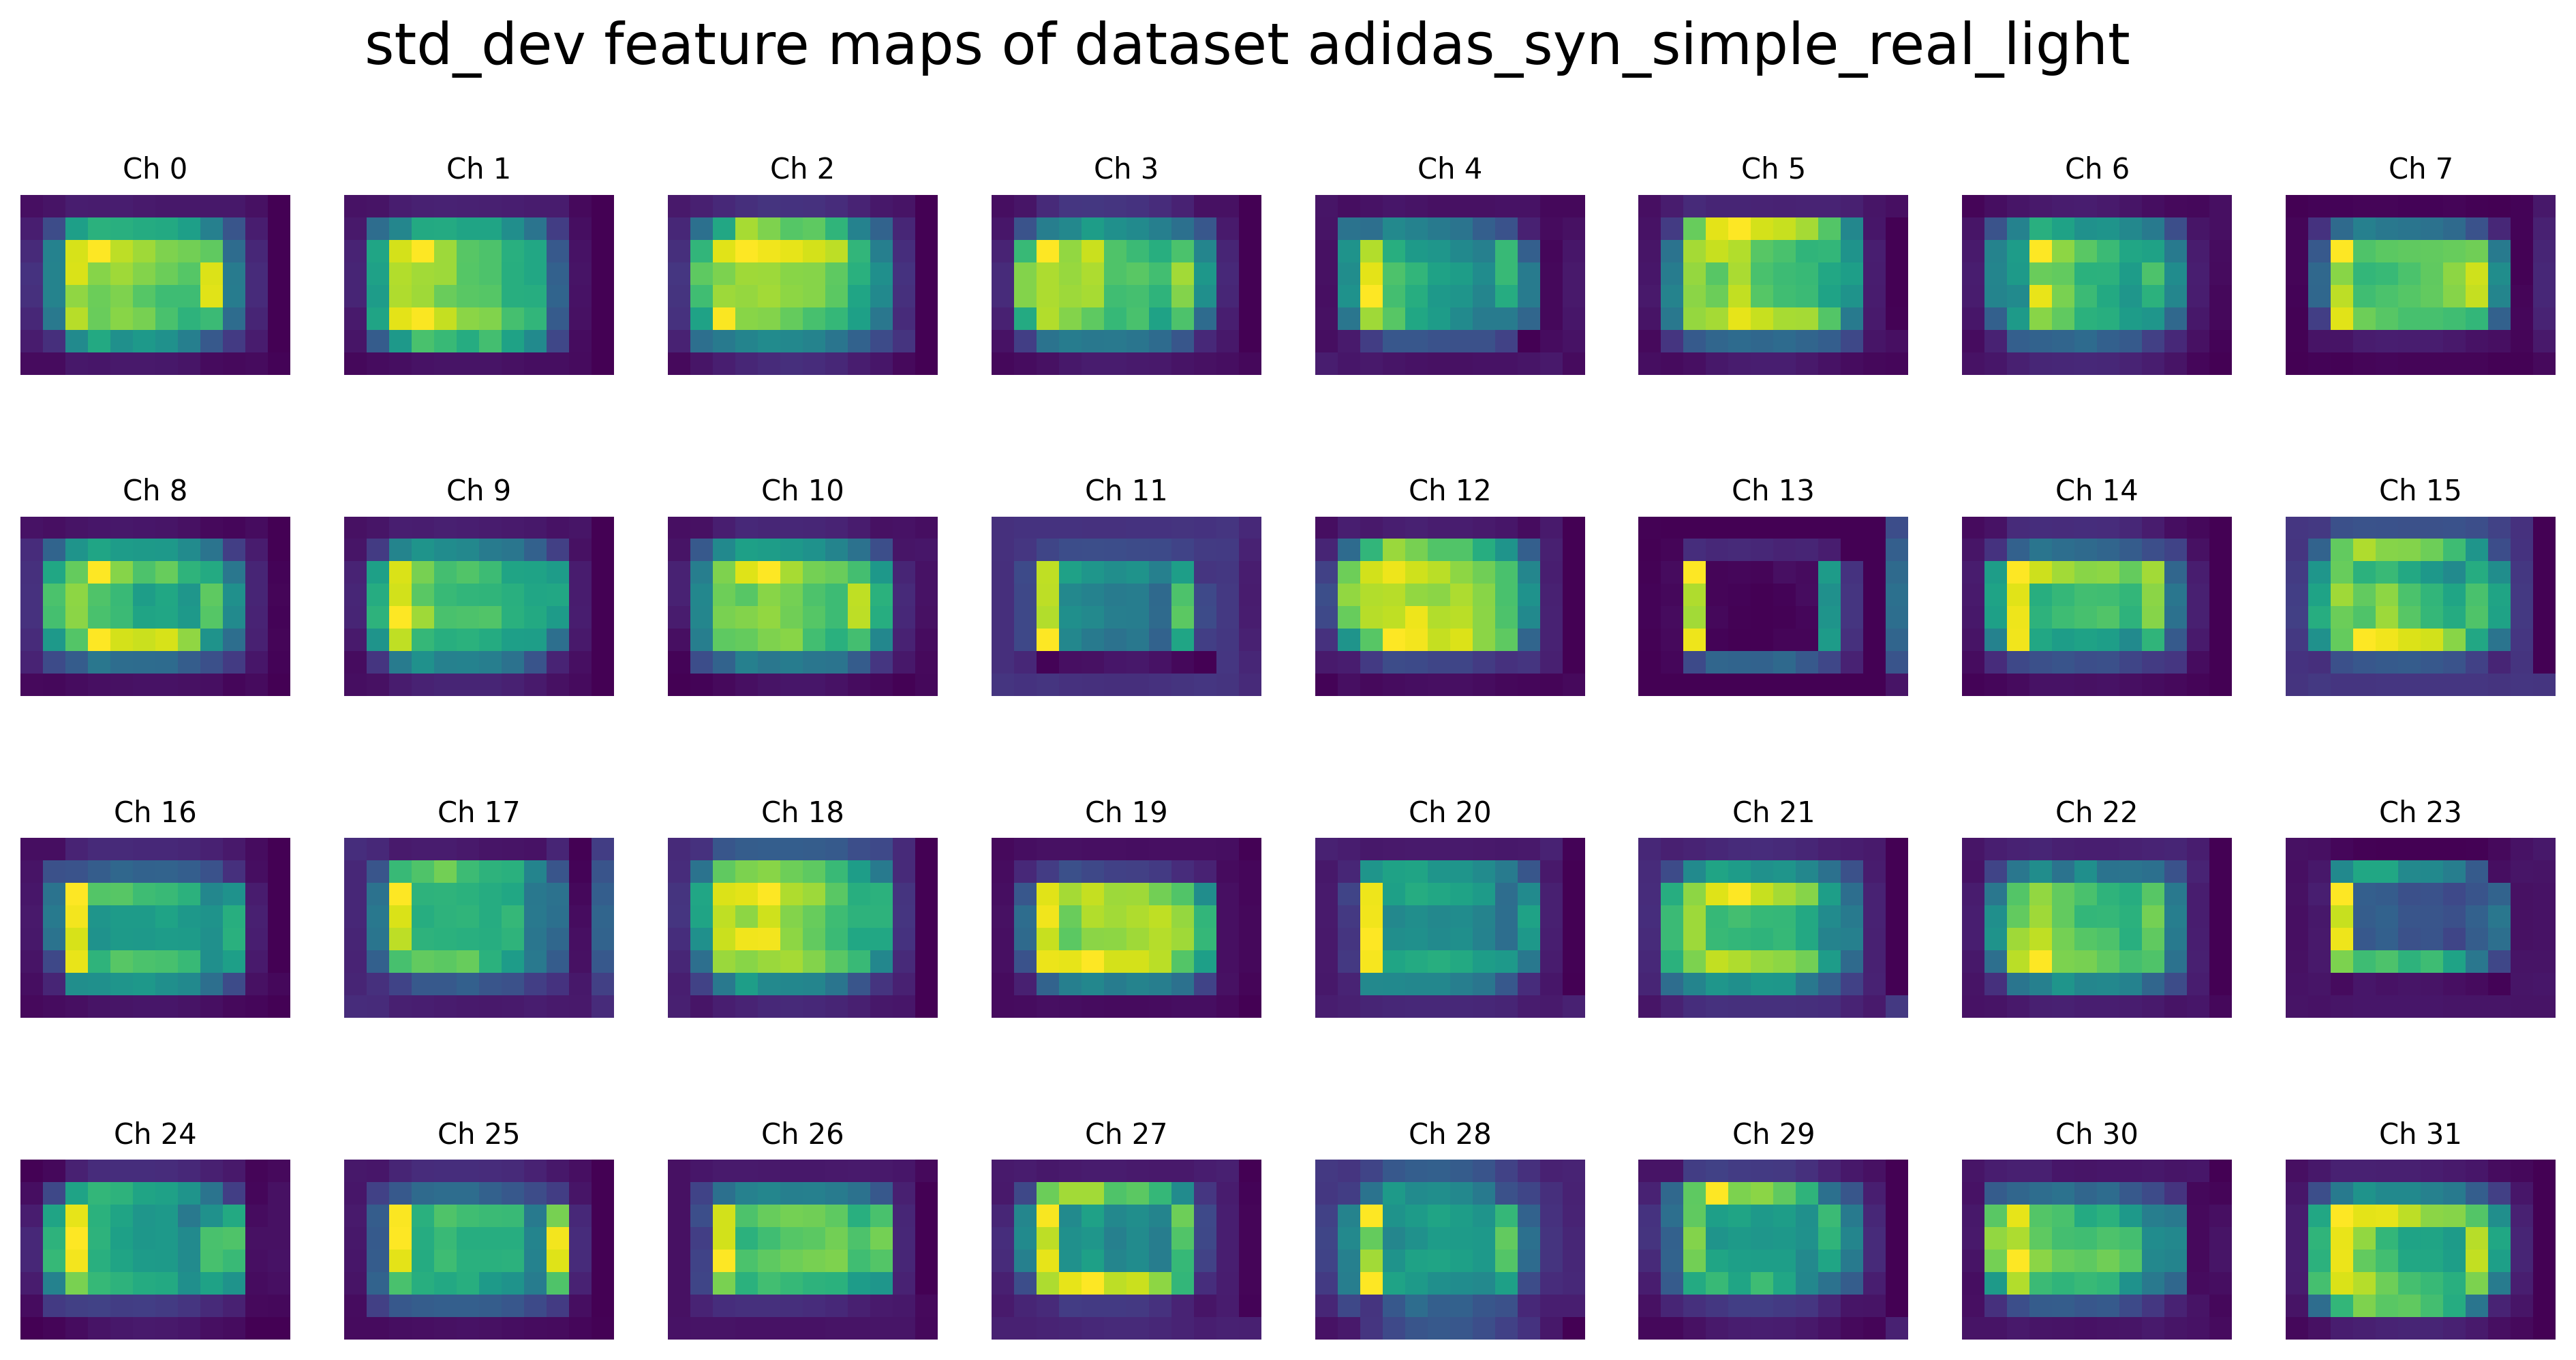 std_dev feature maps of dataset adidas_syn_simple_real_light
Ch 0 Ch 1 Ch 2 Ch 3 Ch 4 Ch 5 Ch 6 Ch 7
Ch 8 Ch 9 Ch 10 Ch 11 Ch 12 Ch 13 Ch 14 Ch 15
Ch 16 Ch 17 Ch 18 Ch 19 Ch 20 Ch 21 Ch 22 Ch 23
Ch 24 Ch 25 Ch 26 Ch 27 Ch 28 Ch 29 Ch 30 Ch 31